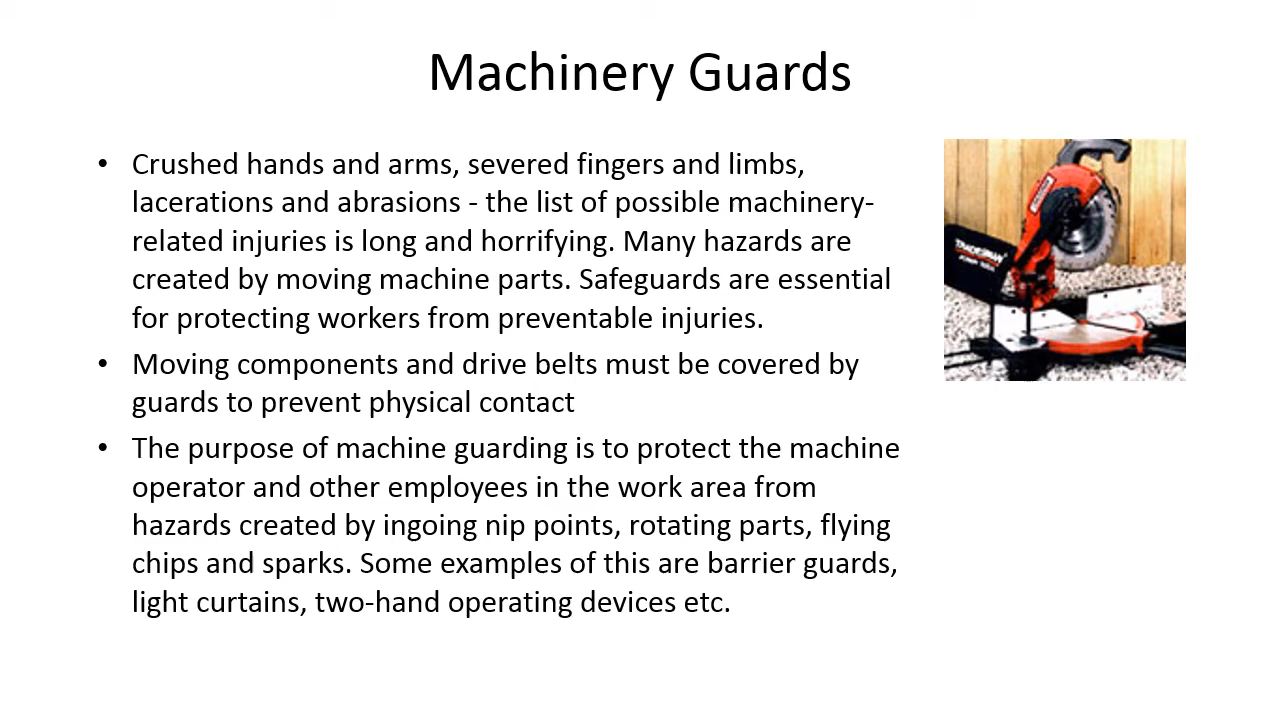 Machinery Guards
• Crushed hands and arms, severed fingers and limbs,
lacerations and abrasions - the list of possible machinery-
related injuries is long and horrifying. Many hazards are
created by moving machine parts. Safeguards are essential
for protecting workers from preventable injuries.
• Moving components and drive belts must be covered by
guards to prevent physical contact
• The purpose of machine guarding is to protect the machine
operator and other employees in the work area from
hazards created by ingoing nip points, rotating parts, flying
chips and sparks. Some examples of this are barrier guards,
light curtains, two-hand operating devices etc.